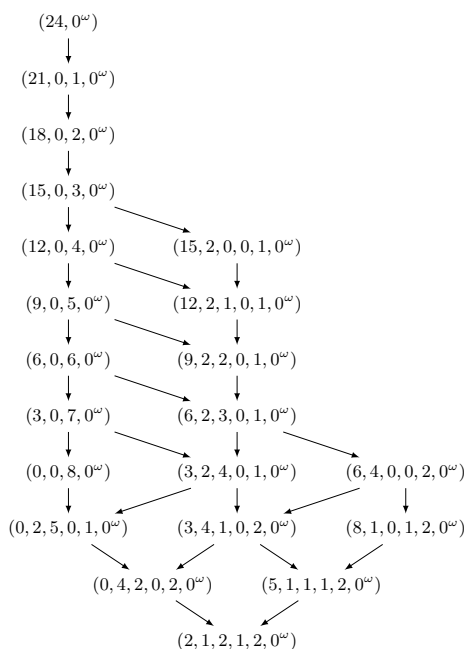 (24, 0^ω)
(21, 0, 1, 0^ω)
(18, 0, 2, 0^ω)
(15, 0, 3, 0^ω)
(12, 0, 4, 0^ω) (15, 2, 0, 0, 1, 0^ω)
(9, 0, 5, 0^ω) (12, 2, 1, 0, 1, 0^ω)
(6, 0, 6, 0^ω) (9, 2, 2, 0, 1, 0^ω)
(3, 0, 7, 0^ω) (6, 2, 3, 0, 1, 0^ω)
(0, 0, 8, 0^ω) (3, 2, 4, 0, 1, 0^ω) (6, 4, 0, 0, 2, 0^ω)
(0, 2, 5, 0, 1, 0^ω) (3, 4, 1, 0, 2, 0^ω) (8, 1, 0, 1, 2, 0^ω)
(0, 4, 2, 0, 2, 0^ω) (5, 1, 1, 1, 2, 0^ω)
(2, 1, 2, 1, 2, 0^ω)